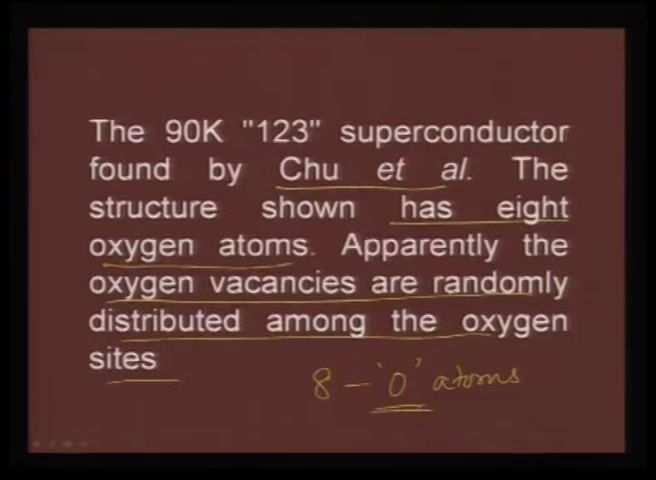 The 90K "123" superconductor
found by Chu et al. The
structure shown has eight
oxygen atoms. Apparently the
oxygen vacancies are randomly
distributed among the oxygen
sites
8 - 'O' atoms